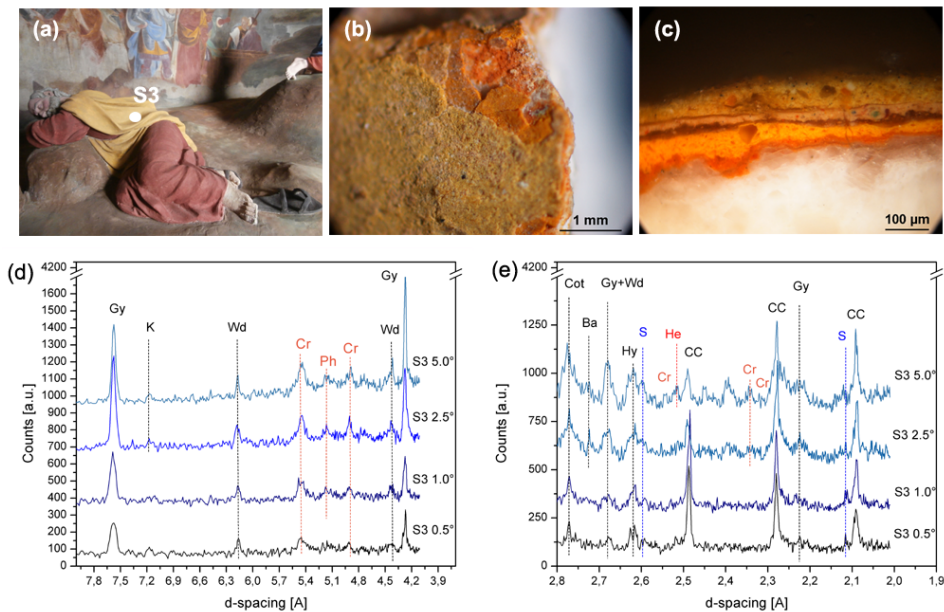 (a)
S3
(b)
1 mm
(c)
100 µm
(d)
4200
1800
1600
1400
1200
1000
900
800
700
600
500
400
300
200
100
0
Counts [a.u.]
Gy
K
Wd
Cr
Ph
Cr
Wd
Gy
S3 5.0°
S3 2.5°
S3 1.0°
S3 0.5°
7,8 7,5 7,2 6,9 6,6 6,3 6,0 5,7 5,4 5,1 4,8 4,5 4,2 3,9 3,6
d-spacing [A]
(e)
4200
1250
1000
750
500
250
0
Counts [a.u.]
Cot
Ba
Gy+Wd
Hy
S
Cr
He
CC
Cr
Cr
CC
Gy
S
CC
S3 5.0°
S3 2.5°
S3 1.0°
S3 0.5°
2,8 2,7 2,6 2,5 2,4 2,3 2,2 2,1 2,0 1,9
d-spacing [A]